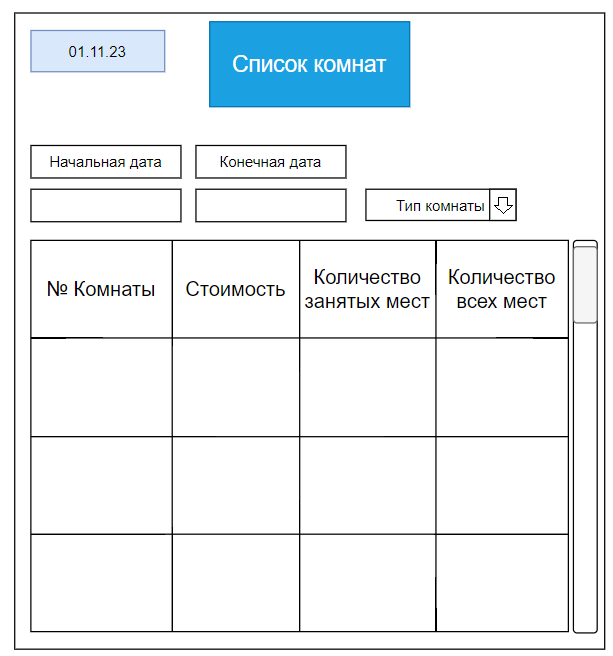 01.11.23
Список комнат
Начальная дата
Конечная дата
Тип комнаты
№ Комнаты
Стоимость
Количество
занятых мест
Количество
всех мест